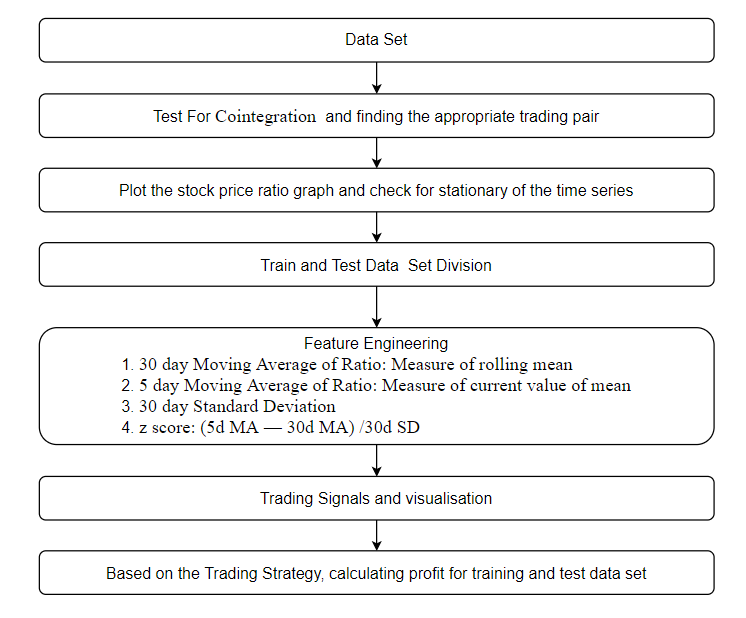 Data Set
Test For Cointegration and finding the appropriate trading pair
Plot the stock price ratio graph and check for stationary of the time series
Train and Test Data Set Division
Feature Engineering
1. 30 day Moving Average of Ratio: Measure of rolling mean
2. 5 day Moving Average of Ratio: Measure of current value of mean
3. 30 day Standard Deviation
4. z score: (5d MA — 30d MA) /30d SD
Trading Signals and visualisation
Based on the Trading Strategy, calculating profit for training and test data set